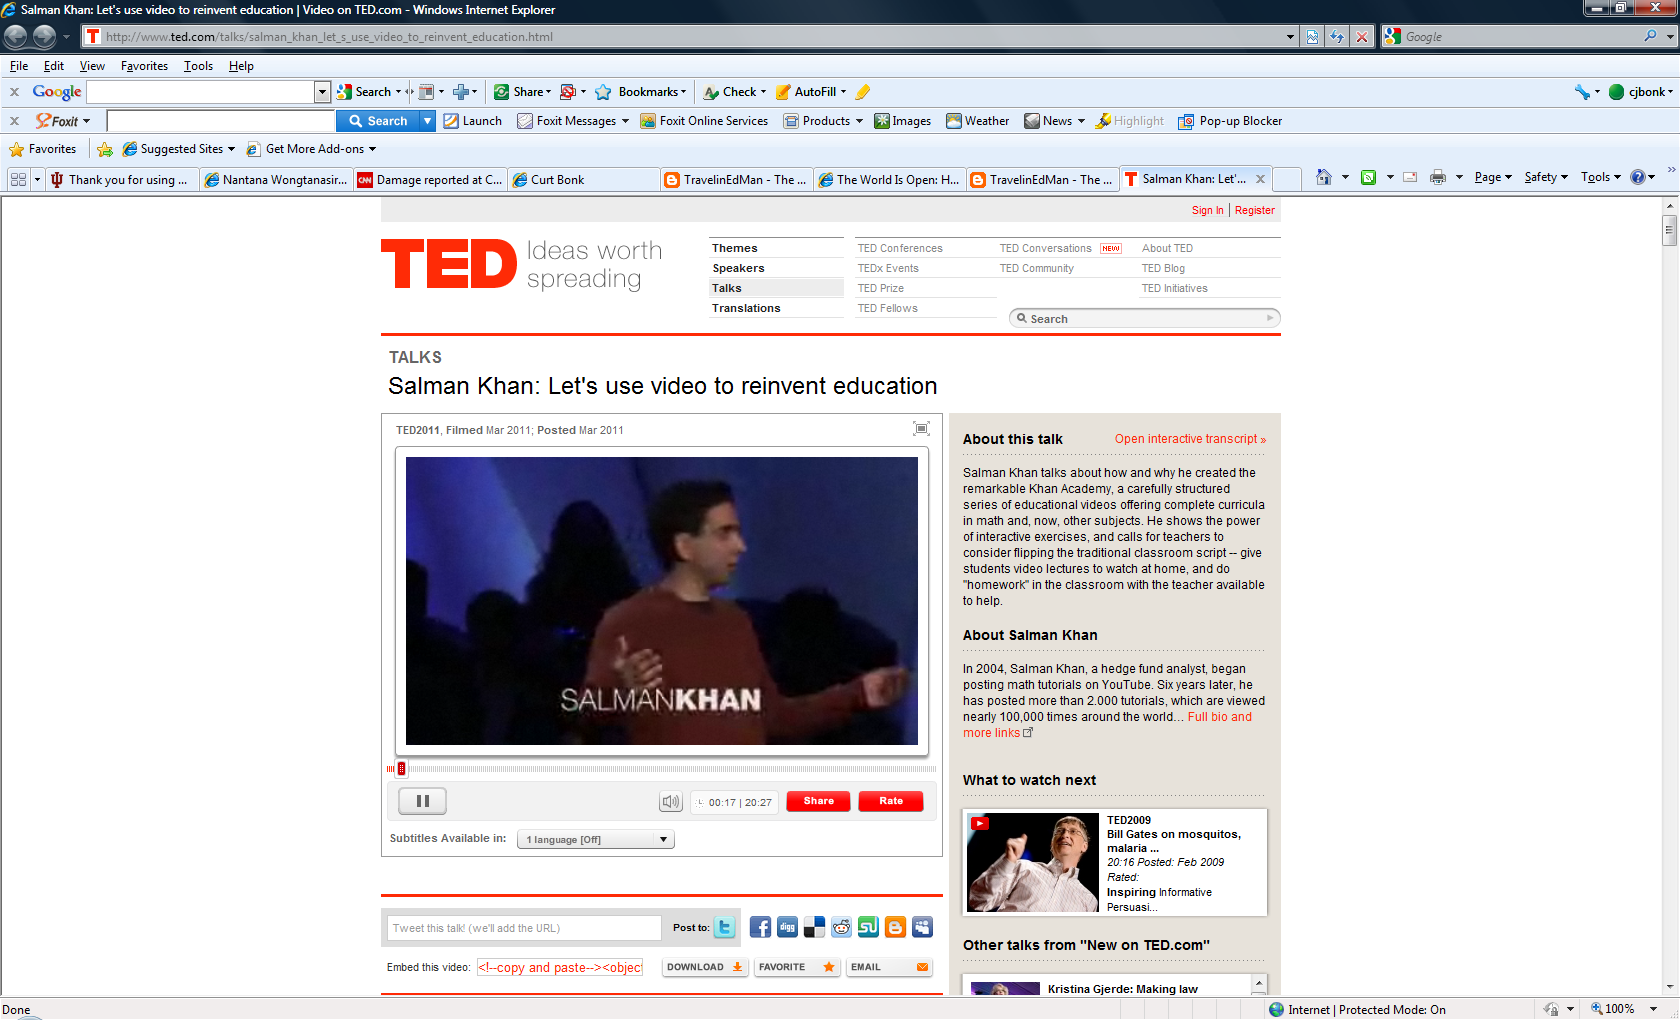 Salman Khan: Let's use video to reinvent education | Video on TED.com - Windows Internet Explorer
http://www.ted.com/talks/salman_khan_let_s_use_video_to_reinvent_education.html
Google
File Edit View Favorites Tools Help
x Google Search Share Bookmarks Check AutoFill cjbonk
x Foxit Search Launch Foxit Messages Foxit Online Services Products Images Weather News Highlight Pop-up Blocker
Favorites Suggested Sites Get More Add-ons
Thank you for using ... Nantana Wongtanasir... CNN Damage reported at C... Curt Bonk TravelinEdMan - The ... The World Is Open: H... TravelinEdMan - The ... Salman Khan: Let'... X Page Safety Tools »
Sign In | Register
TED Ideas worth spreading
Themes
Speakers
Talks
Translations
TED Conferences
TEDx Events
TED Prize
TED Fellows
TED Conversations NEW
TED Community
About TED
TED Blog
TED Initiatives
Search
TALKS
Salman Khan: Let's use video to reinvent education
TED2011, Filmed Mar 2011; Posted Mar 2011
SALMANKHAN
00:17 | 20:27
Share
Rate
Subtitles Available in: 1 language [Off]
Tweet this talk! (we'll add the URL)
Post to:
digg
Embed this video: <!--copy and paste--><object
DOWNLOAD
FAVORITE
EMAIL
About this talk
Open interactive transcript »
Salman Khan talks about how and why he created the
remarkable Khan Academy, a carefully structured
series of educational videos offering complete curricula
in math and, now, other subjects. He shows the power
of interactive exercises, and calls for teachers to
consider flipping the traditional classroom script -- give
students video lectures to watch at home, and do
"homework" in the classroom with the teacher available
to help.
About Salman Khan
In 2004, Salman Khan, a hedge fund analyst, began
posting math tutorials on YouTube. Six years later, he
has posted more than 2.000 tutorials, which are viewed
nearly 100,000 times around the world... Full bio and
more links
What to watch next
TED2009
Bill Gates on mosquitos,
malaria ...
20:16 Posted: Feb 2009
Rated:
Inspiring Informative
Persuasi...
Other talks from "New on TED.com"
Kristina Gjerde: Making law
Done
Internet | Protected Mode: On
100%